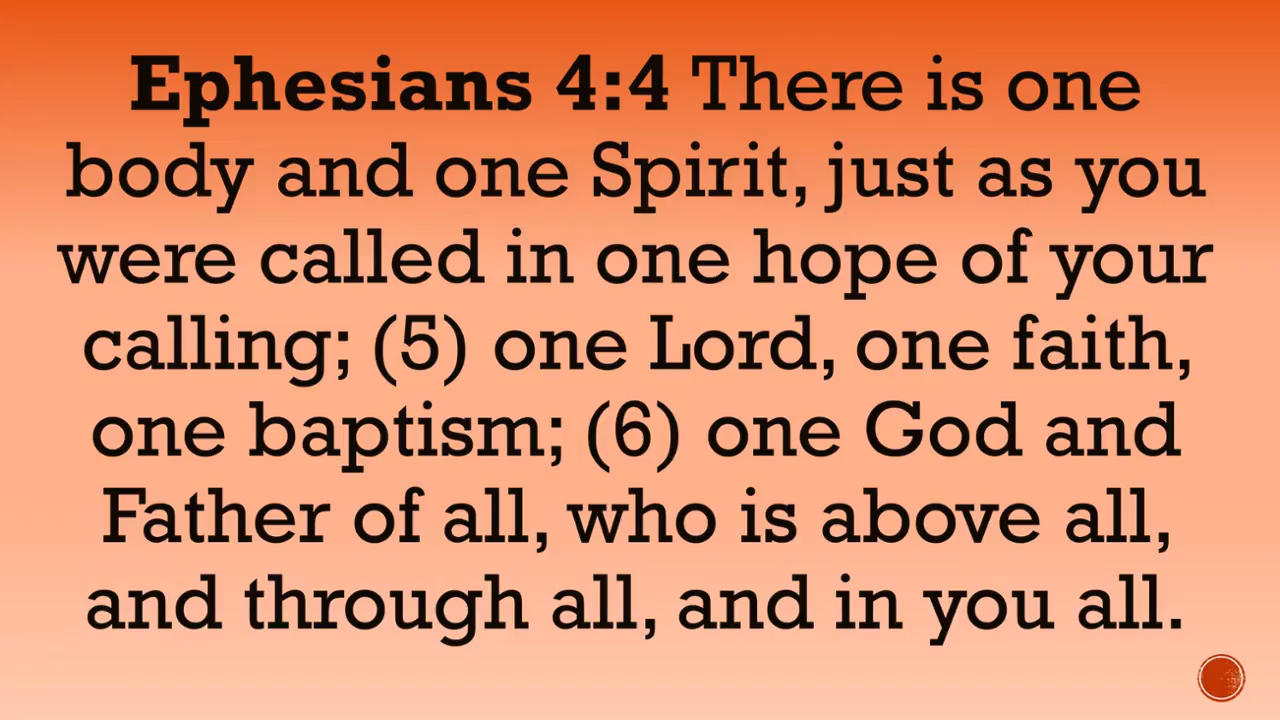 Ephesians 4:4 There is one
body and one Spirit, just as you
were called in one hope of your
calling; (5) one Lord, one faith,
one baptism; (6) one God and
Father of all, who is above all,
and through all, and in you all.